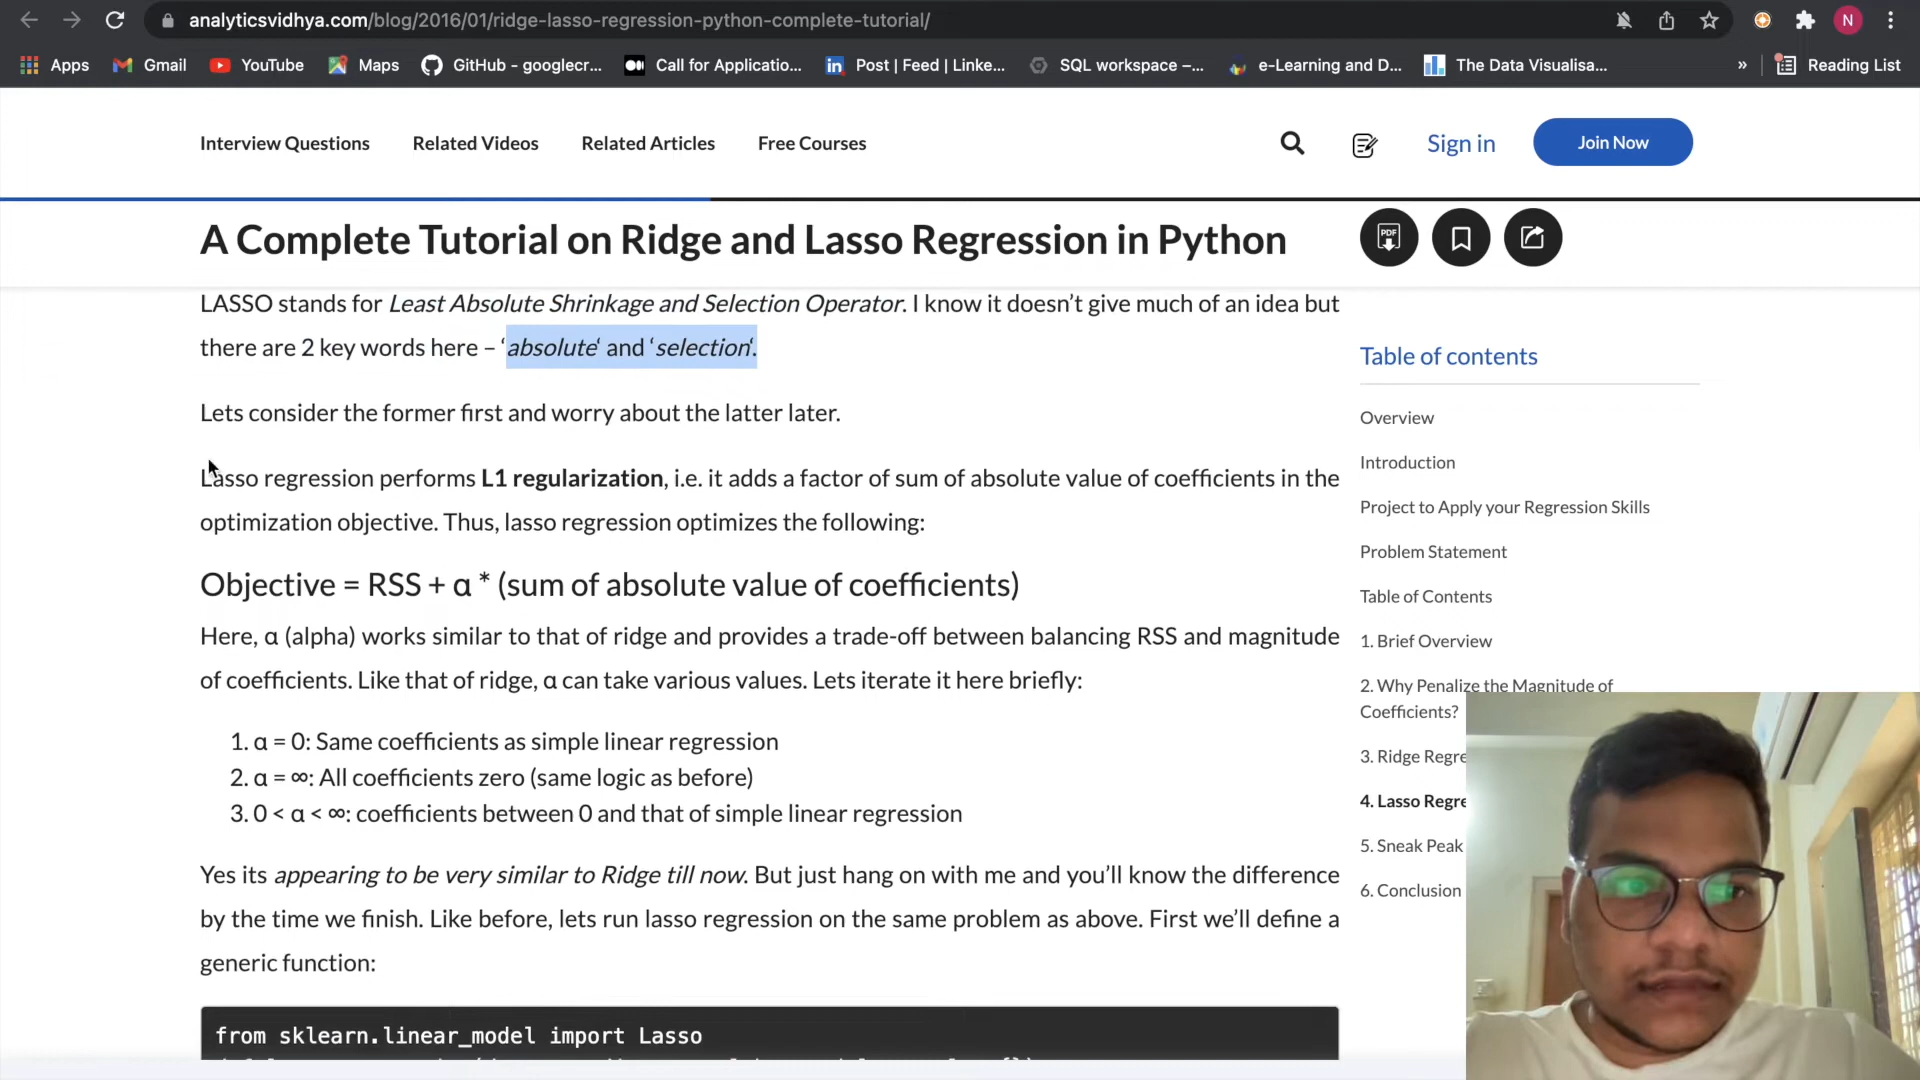 analyticsvidhya.com/blog/2016/01/ridge-lasso-regression-python-complete-tutorial/
N
Apps Gmail YouTube Maps GitHub - googlecr... Call for Applicatio... Post | Feed | Linke... SQL workspace –... e-Learning and D... The Data Visualisa... » Reading List
Interview Questions Related Videos Related Articles Free Courses Sign in Join Now
A Complete Tutorial on Ridge and Lasso Regression in Python
PDF
LASSO stands for Least Absolute Shrinkage and Selection Operator. I know it doesn’t give much of an idea but
there are 2 key words here – ‘absolute‘ and ‘selection‘.
Lets consider the former first and worry about the latter later.
Lasso regression performs L1 regularization, i.e. it adds a factor of sum of absolute value of coefficients in the
optimization objective. Thus, lasso regression optimizes the following:
Objective = RSS + α * (sum of absolute value of coefficients)
Here, α (alpha) works similar to that of ridge and provides a trade-off between balancing RSS and magnitude
of coefficients. Like that of ridge, α can take various values. Lets iterate it here briefly:
1. α = 0: Same coefficients as simple linear regression
2. α = ∞: All coefficients zero (same logic as before)
3. 0 < α < ∞: coefficients between 0 and that of simple linear regression
Yes its appearing to be very similar to Ridge till now. But just hang on with me and you’ll know the difference
by the time we finish. Like before, lets run lasso regression on the same problem as above. First we’ll define a
generic function:
from sklearn.linear_model import Lasso
Table of contents
Overview
Introduction
Project to Apply your Regression Skills
Problem Statement
Table of Contents
1. Brief Overview
2. Why Penalize the Magnitude of
Coefficients?
3. Ridge Regre
4. Lasso Regre
5. Sneak Peak
6. Conclusion